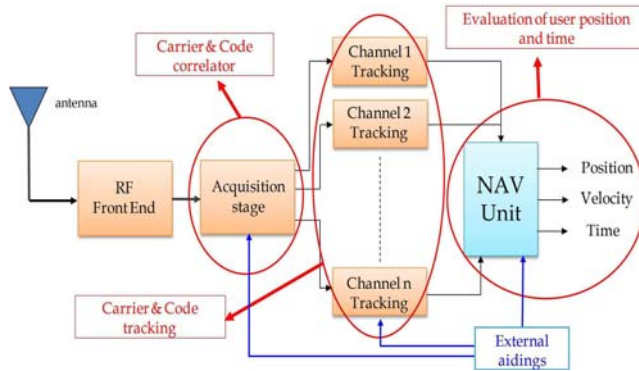 Carrier & Code
correlator
Evaluation of user position
and time
antenna
Channel 1
Tracking
Channel 2
Tracking
RF
Front End
Acquisition
stage
NAV
Unit
Position
Velocity
Time
Channel n
Tracking
Carrier & Code
tracking
External
aidings